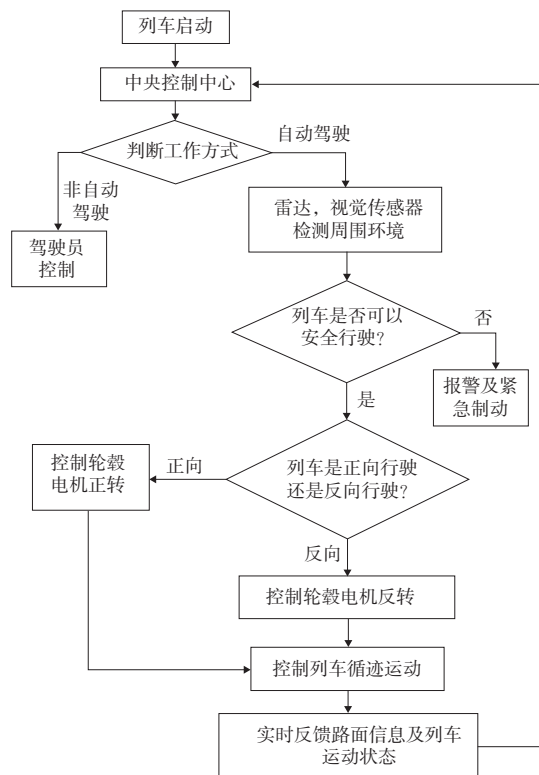 列车启动
中央控制中心
判断工作方式
自动驾驶
非自动
驾驶
驾驶员
控制
雷达，视觉传感器
检测周围环境
列车是否可以
安全行驶？
否
报警及紧
急制动
是
列车是正向行驶
还是反向行驶？
正向
控制轮毂
电机正转
反向
控制轮毂电机反转
控制列车循迹运动
实时反馈路面信息及列车
运动状态